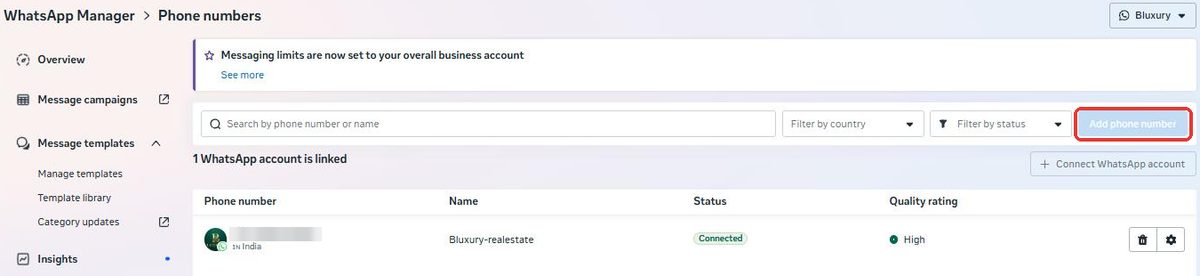 WhatsApp Manager > Phone numbers
Bluxury
Overview
Messaging limits are now set to your overall business account
See more
Message campaigns
Search by phone number or name
Filter by country
Filter by status
Add phone number
Message templates
1 WhatsApp account is linked
+ Connect WhatsApp account
Manage templates
Template library
Category updates
Phone number Name Status Quality rating
Bluxury-realestate Connected High
IN India
Insights